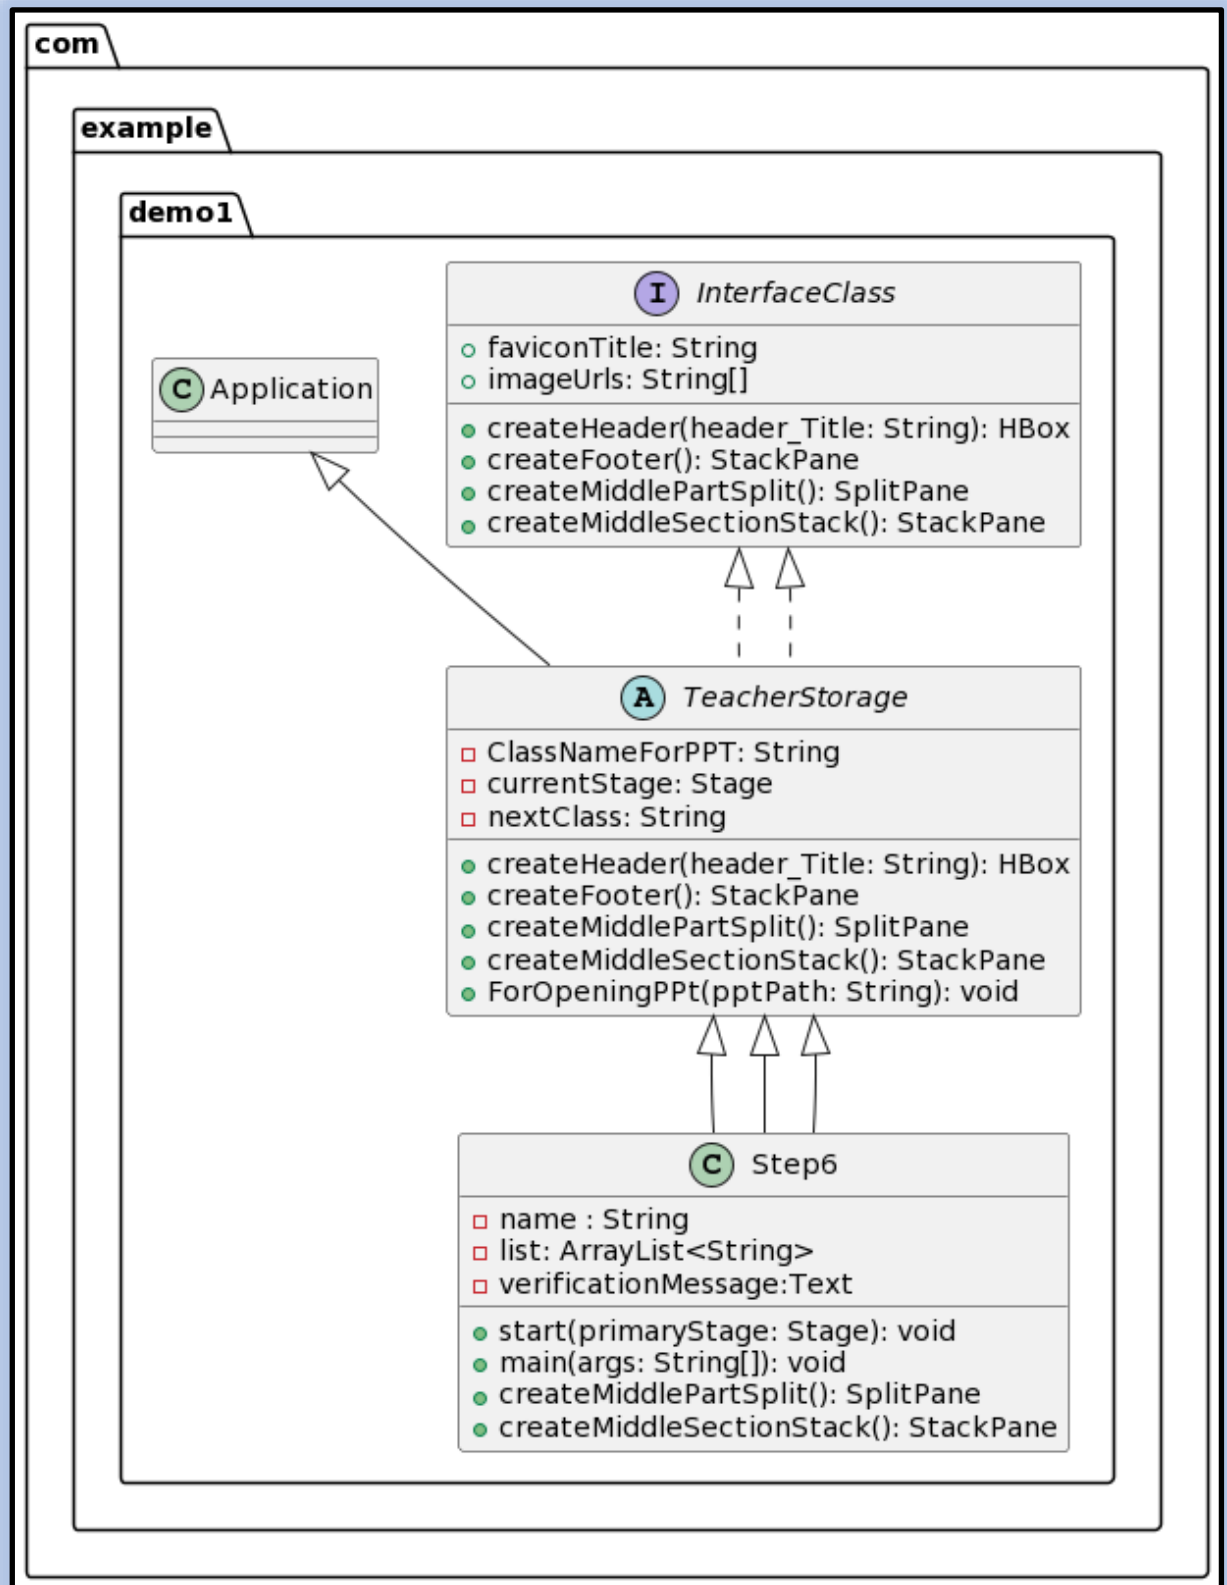 com
example
demo1
I InterfaceClass
faviconTitle: String
imageUrls: String[]
createHeader(header_Title: String): HBox
createFooter(): StackPane
createMiddlePartSplit(): SplitPane
createMiddleSectionStack(): StackPane
C Application
A TeacherStorage
ClassNameForPPT: String
currentStage: Stage
nextClass: String
createHeader(header_Title: String): HBox
createFooter(): StackPane
createMiddlePartSplit(): SplitPane
createMiddleSectionStack(): StackPane
ForOpeningPPt(pptPath: String): void
C Step6
name : String
list: ArrayList<String>
verificationMessage:Text
start(primaryStage: Stage): void
main(args: String[]): void
createMiddlePartSplit(): SplitPane
createMiddleSectionStack(): StackPane